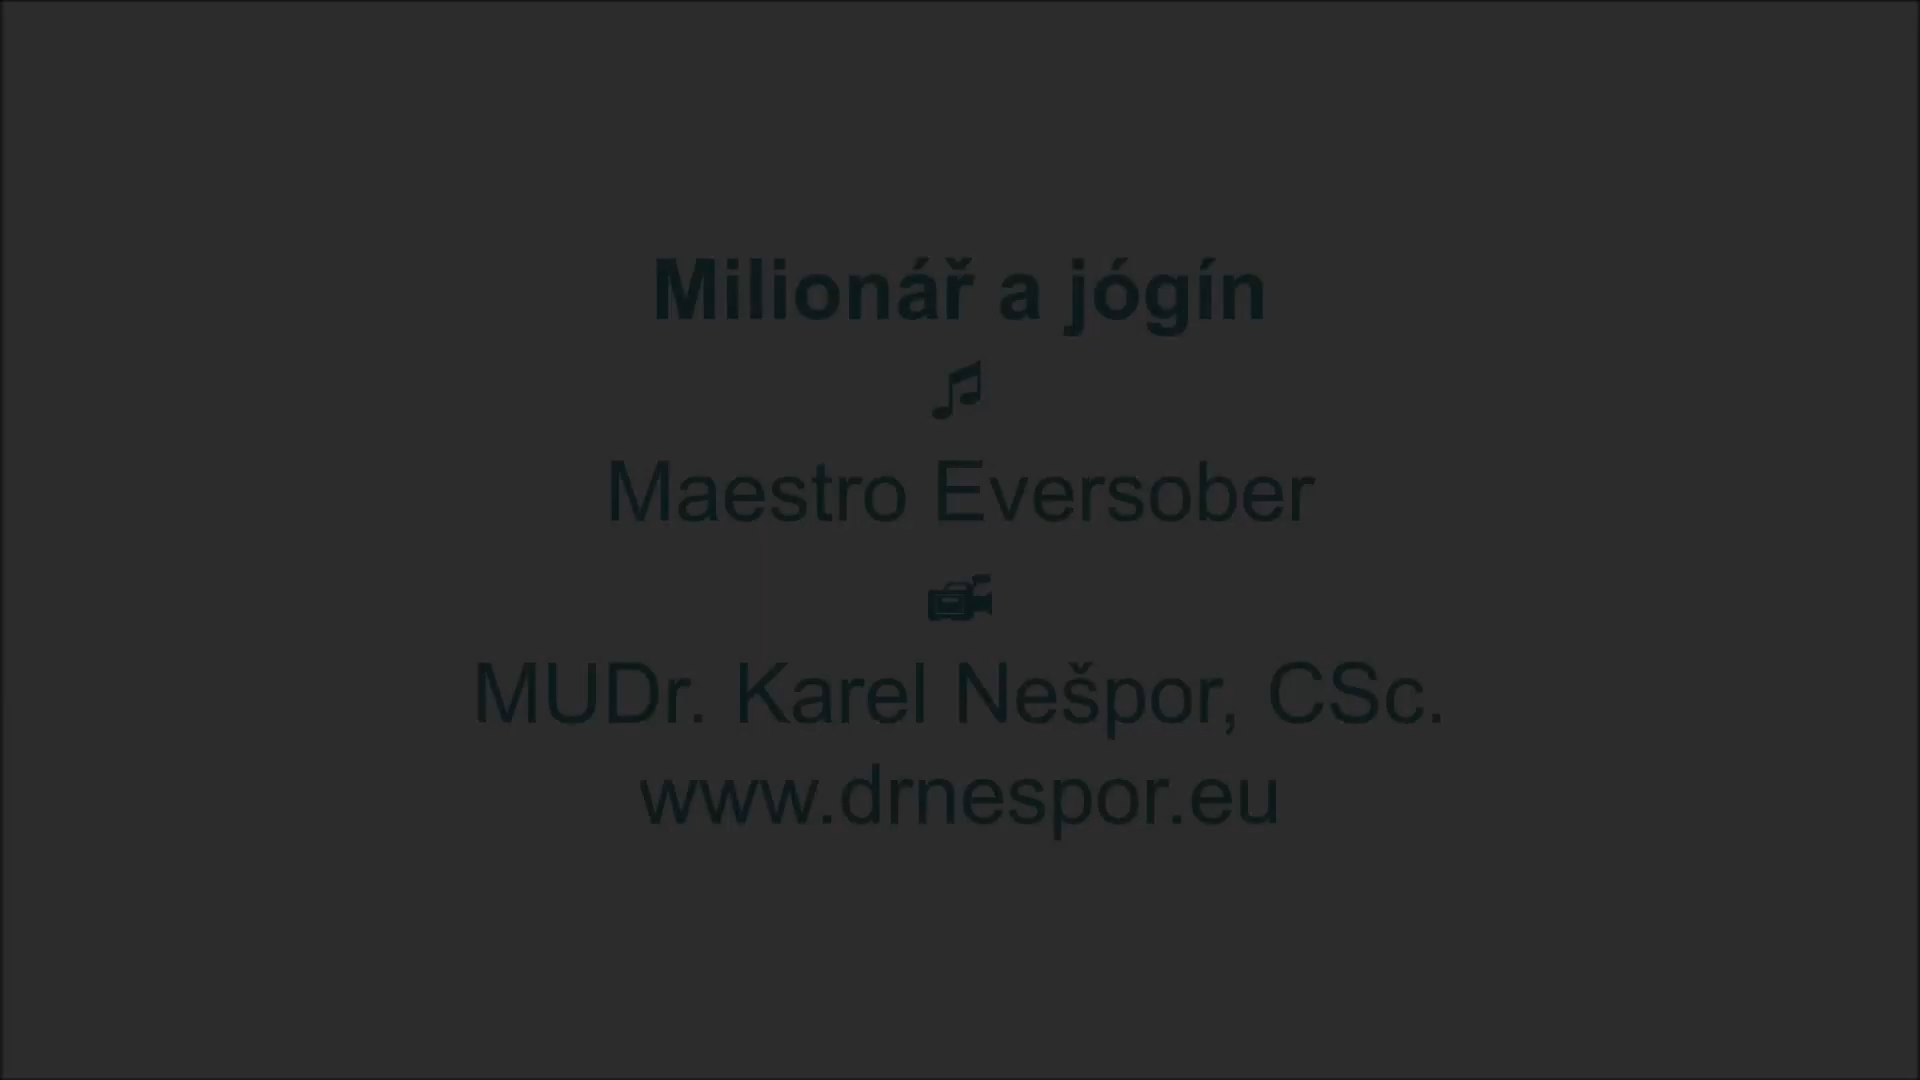 Milionář a jógín
Maestro Eversober
MUDr. Karel Nešpor, CSc.
www.drnespor.eu